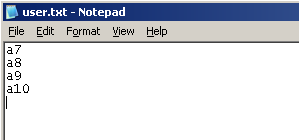 user.txt - Notepad
File Edit Format View Help
a7
a8
a9
a10